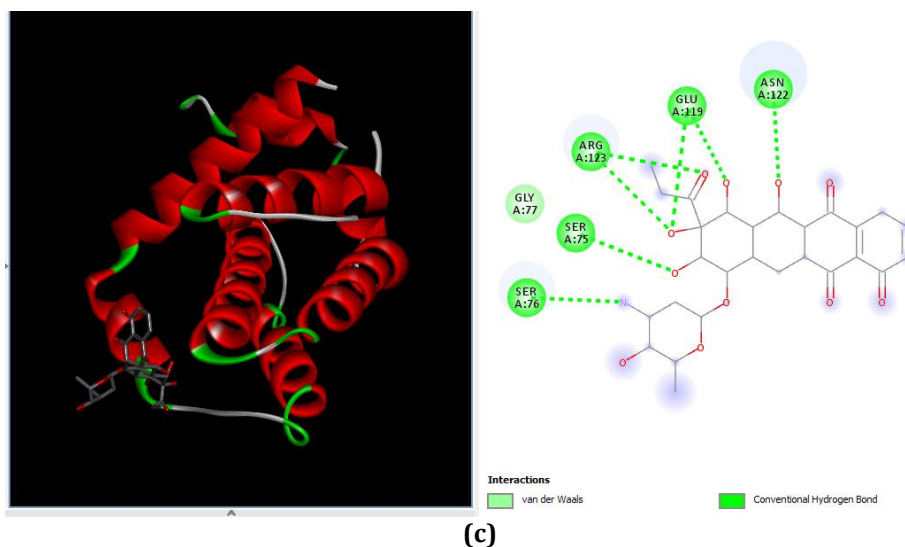 ASN
A:122
GLU
A:119
ARG
A:123
GLY
A:77
SER
A:75
SER
A:76
O
O
O
O
O
O
O
O
O
O
O
O
N
Interactions
van der Waals
Conventional Hydrogen Bond
(c)